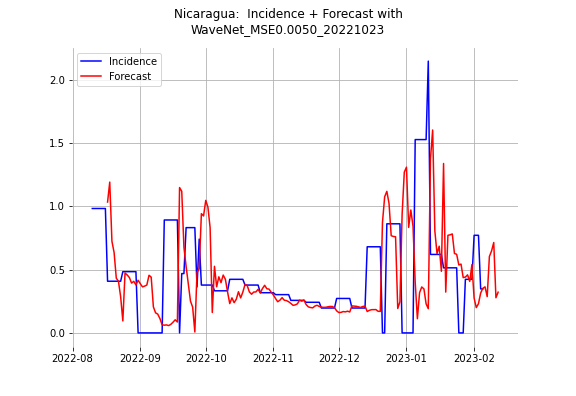 Nicaragua:  Incidence + Forecast with
WaveNet_MSE0.0050_20221023
Incidence
Forecast
2.0
1.5
1.0
0.5
0.0
2022-08 2022-09 2022-10 2022-11 2022-12 2023-01 2023-02